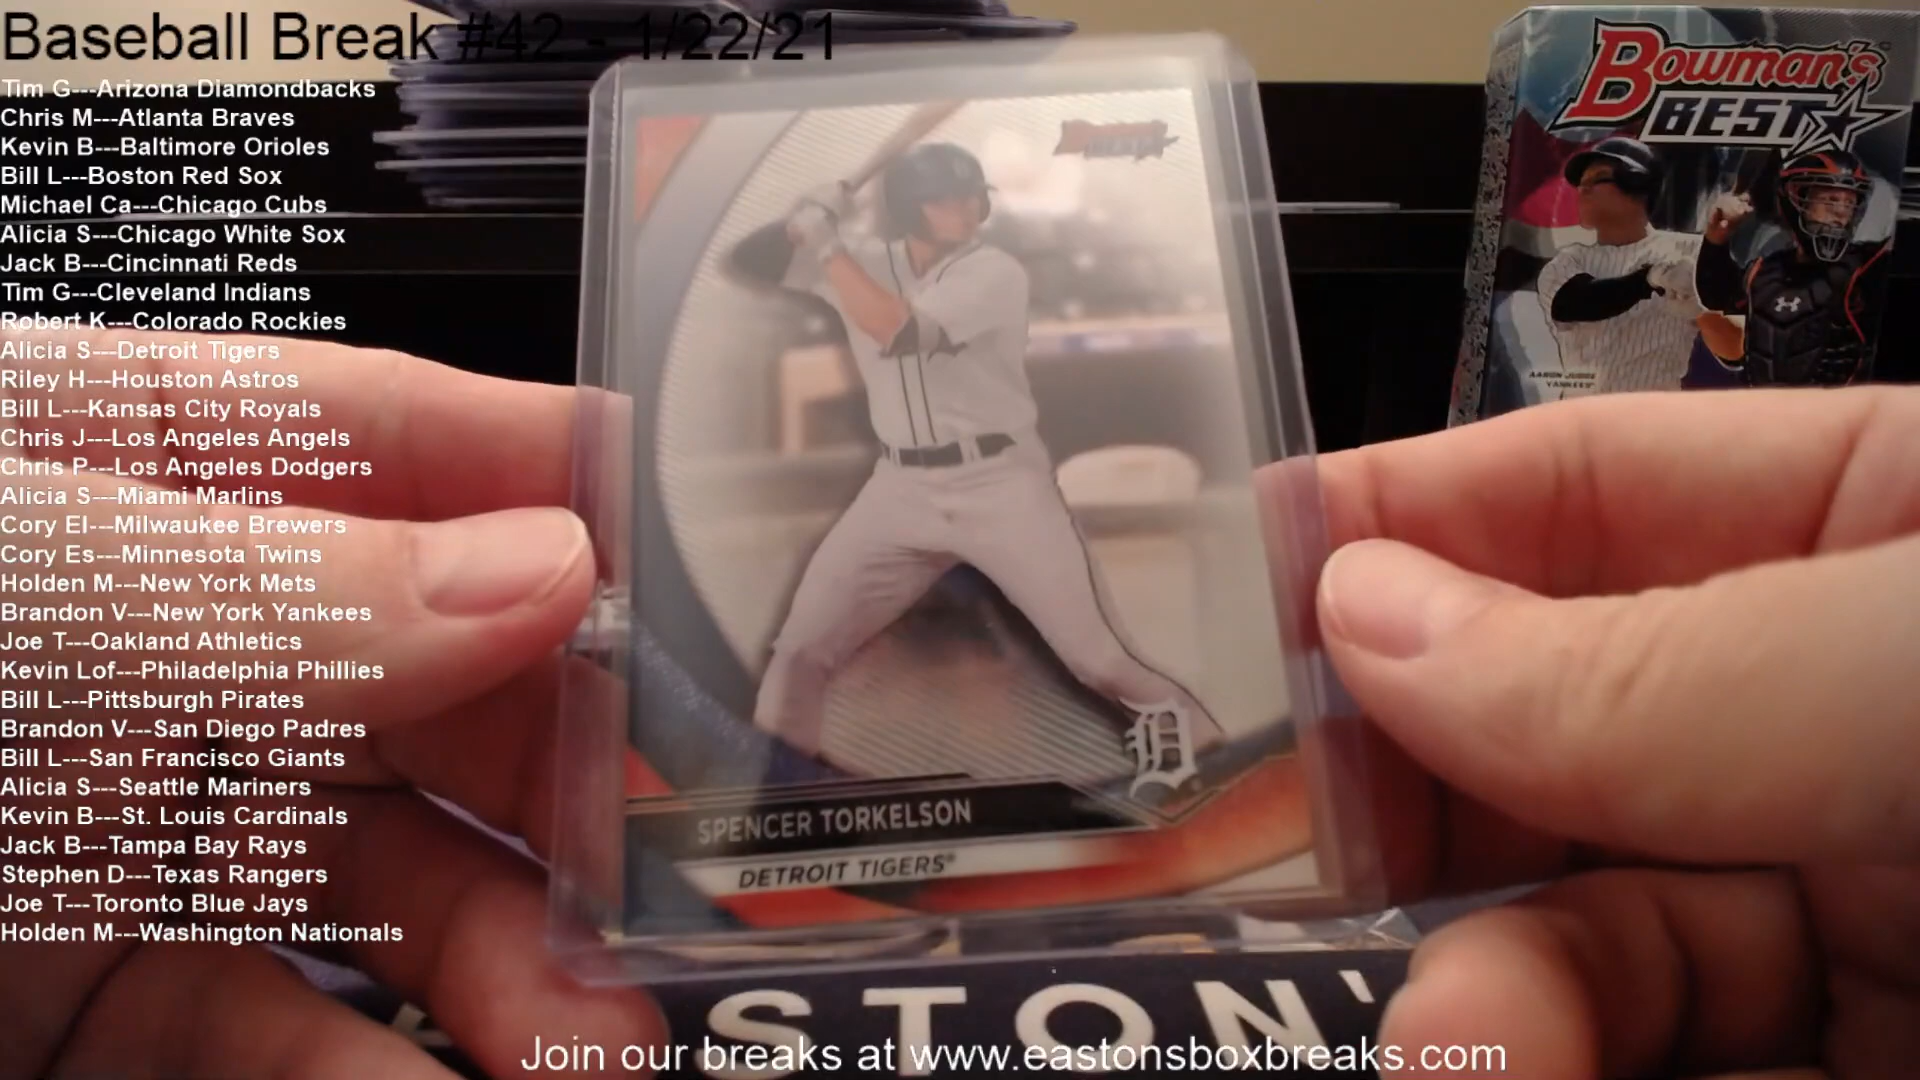 Baseball Break #42 - 1/22/21
Tim G---Arizona Diamondbacks
Chris M---Atlanta Braves
Kevin B---Baltimore Orioles
Bill L---Boston Red Sox
Michael Ca---Chicago Cubs
Alicia S---Chicago White Sox
Jack B---Cincinnati Reds
Tim G---Cleveland Indians
Robert K---Colorado Rockies
Alicia S---Detroit Tigers
Riley H---Houston Astros
Bill L---Kansas City Royals
Chris J---Los Angeles Angels
Chris P---Los Angeles Dodgers
Alicia S---Miami Marlins
Cory El---Milwaukee Brewers
Cory Es---Minnesota Twins
Holden M---New York Mets
Brandon V---New York Yankees
Joe T---Oakland Athletics
Kevin Lof---Philadelphia Phillies
Bill L---Pittsburgh Pirates
Brandon V---San Diego Padres
Bill L---San Francisco Giants
Alicia S---Seattle Mariners
Kevin B---St. Louis Cardinals
Jack B---Tampa Bay Rays
Stephen D---Texas Rangers
Joe T---Toronto Blue Jays
Holden M---Washington Nationals
Bowman's
BEST
AARON JUDGE
YANKEES®
D
SPENCER TORKELSON
DETROIT TIGERS®
STON'
Join our breaks at www.eastonsboxbreaks.com